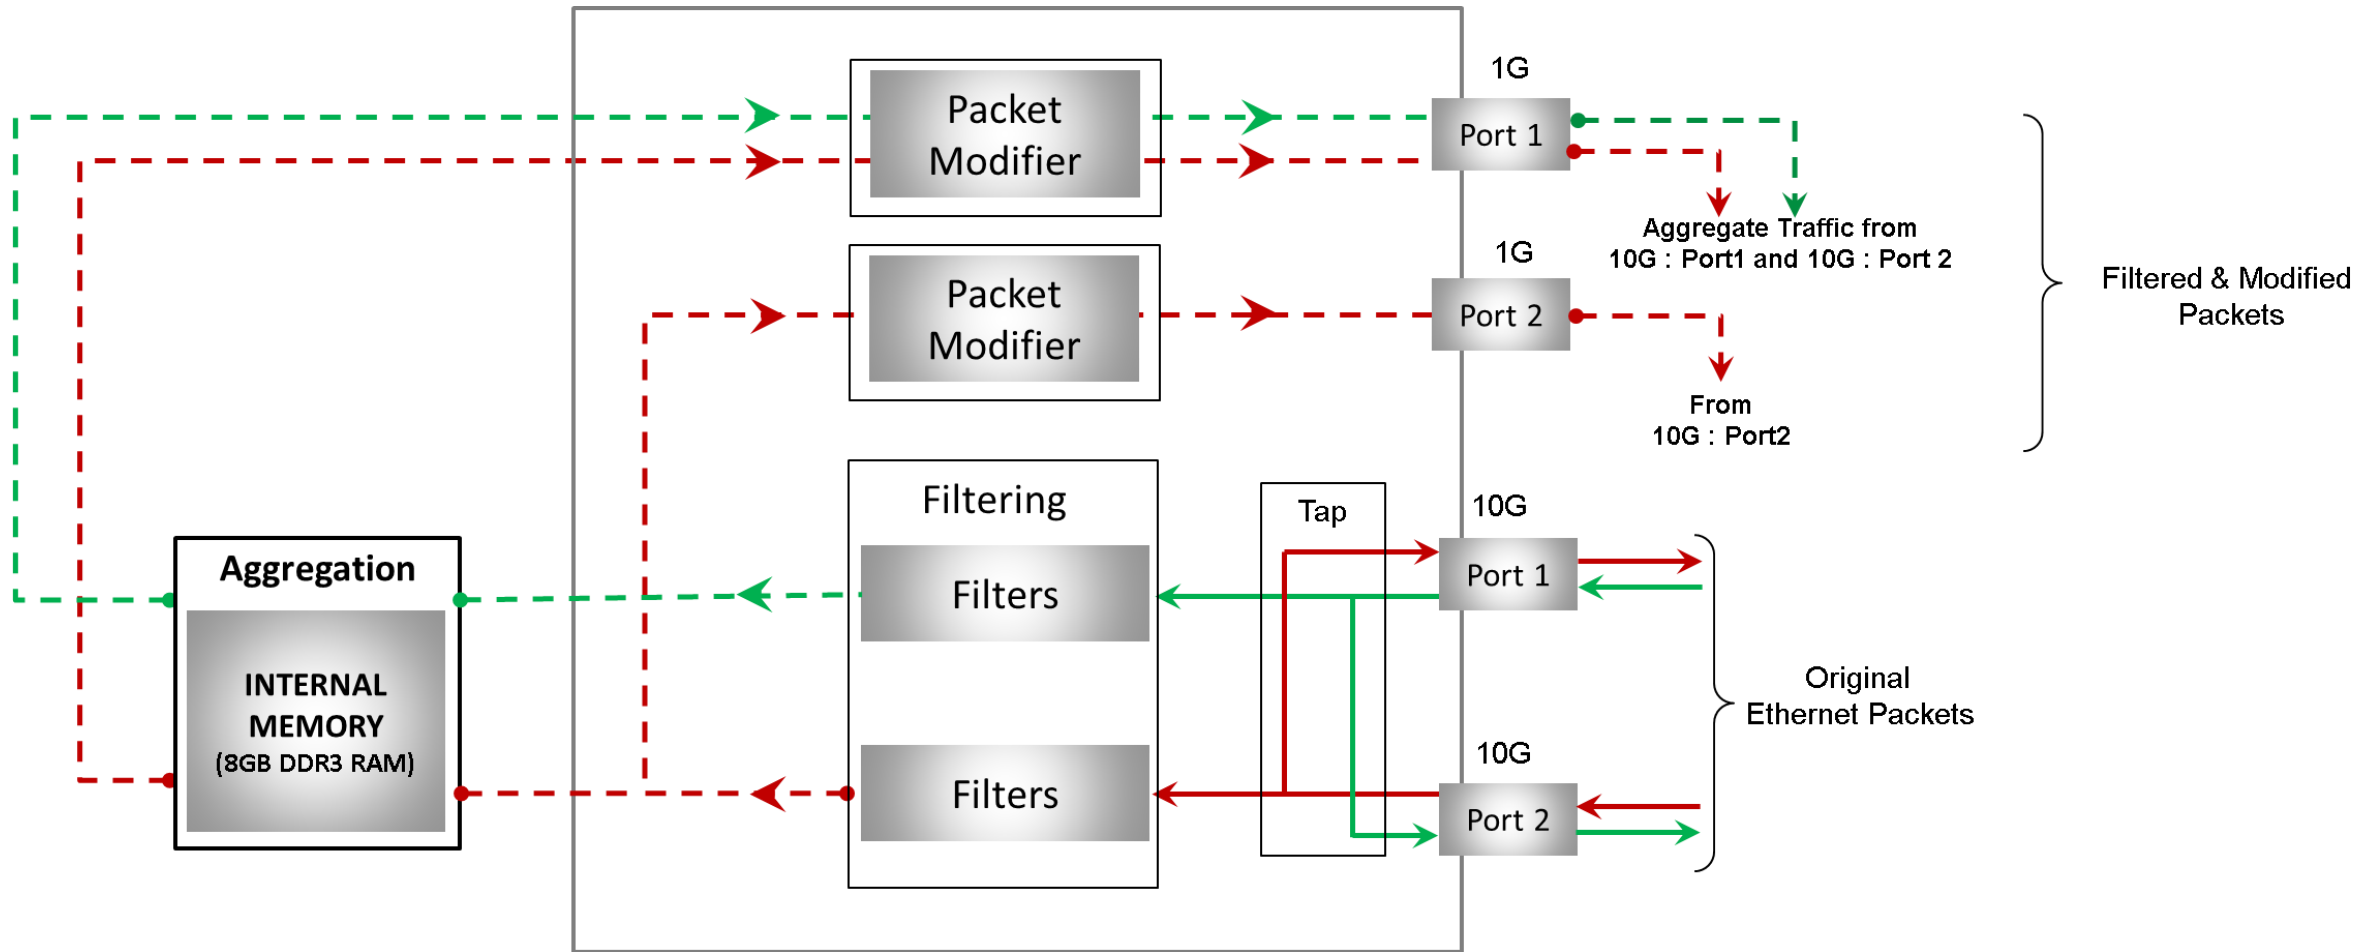 1G
Packet
Modifier
Port 1
Aggregate Traffic from
10G : Port1 and 10G : Port 2
1G
Packet
Modifier
Port 2
Filtered & Modified
Packets
From
10G : Port2
Filtering
Tap
10G
Aggregation
Filters
Port 1
INTERNAL
MEMORY
(8GB DDR3 RAM)
Original
Ethernet Packets
10G
Filters
Port 2